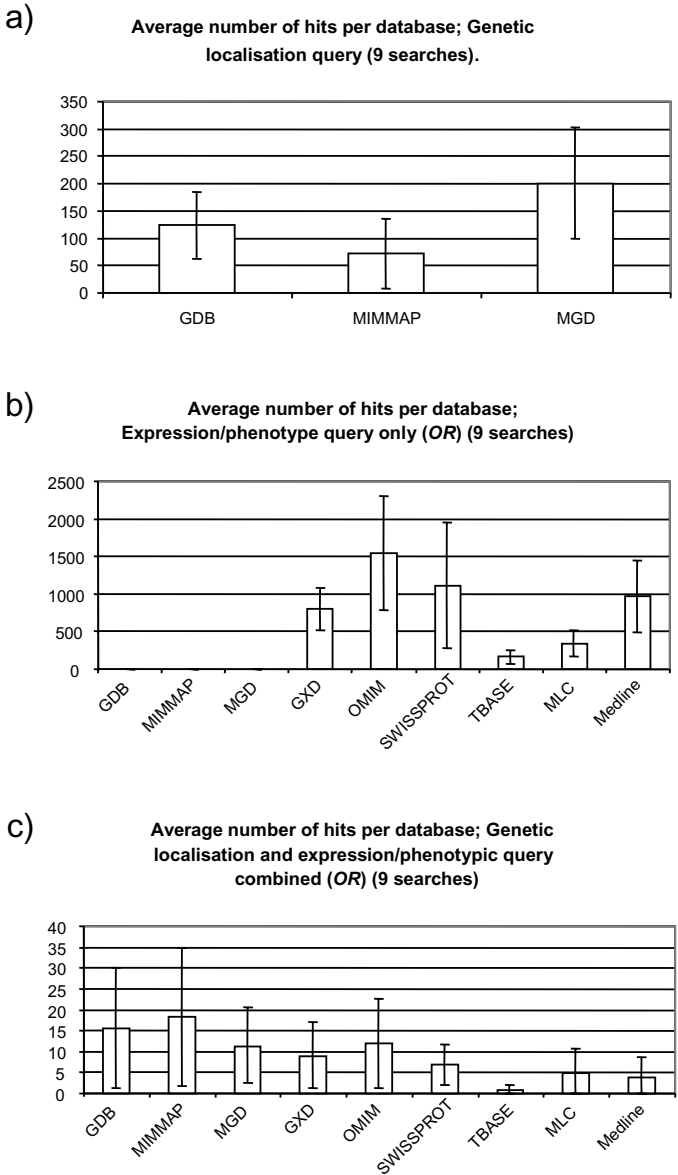 a)
Average number of hits per database; Genetic
localisation query (9 searches).
350
300
250
200
150
100
50
0
GDB
MIMMAP
MGD
b)
Average number of hits per database;
Expression/phenotype query only (OR) (9 searches)
2500
2000
1500
1000
500
0
GDB
MIMMAP
MGD
GXD
OMIM
SWISSPROT
TBASE
MLC
Medline
c)
Average number of hits per database; Genetic
localisation and expression/phenotypic query
combined (OR) (9 searches)
40
35
30
25
20
15
10
5
0
GDB
MIMMAP
MGD
GXD
OMIM
SWISSPROT
TBASE
MLC
Medline